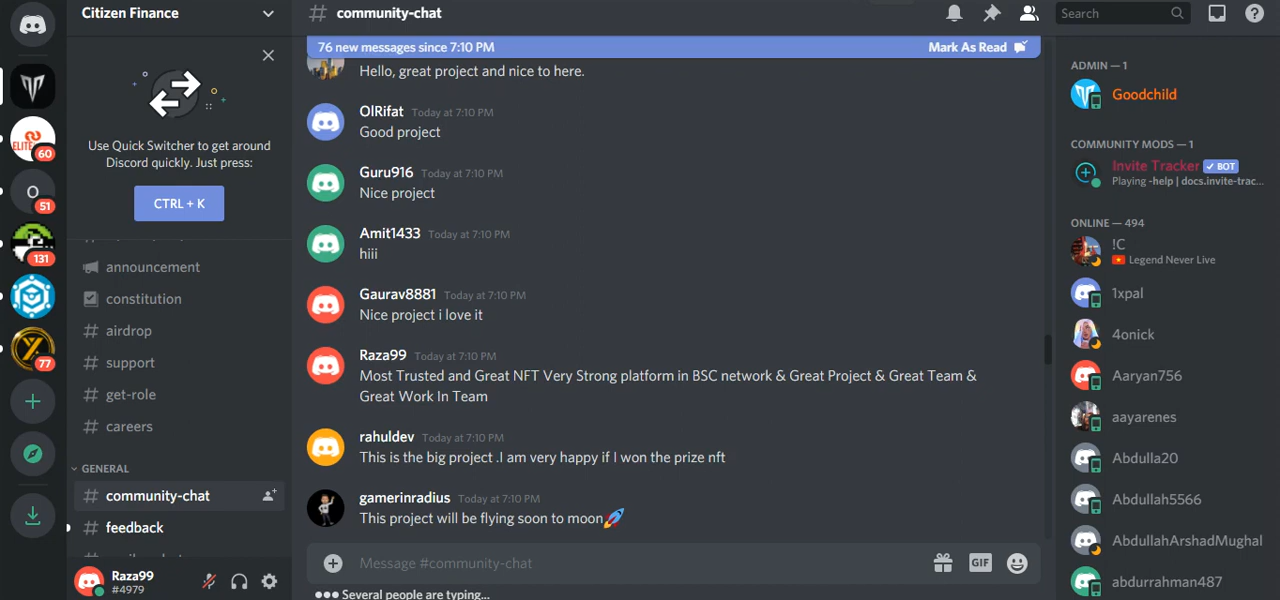 Citizen Finance
ELITE
60
O
51
131
77
Use Quick Switcher to get around
Discord quickly. Just press:
CTRL + K
announcement
constitution
# airdrop
# support
# get-role
# careers
GENERAL
# community-chat
# feedback
Raza99
#4979
# community-chat
Search
76 new messages since 7:10 PM
Mark As Read
Hello, great project and nice to here.
OlRifat Today at 7:10 PM
Good project
Guru916 Today at 7:10 PM
Nice project
Amit1433 Today at 7:10 PM
hiii
Gaurav8881 Today at 7:10 PM
Nice project i love it
Raza99 Today at 7:10 PM
Most Trusted and Great NFT Very Strong platform in BSC network & Great Project & Great Team &
Great Work In Team
rahuldev Today at 7:10 PM
This is the big project .I am very happy if I won the prize nft
gamerinradius Today at 7:10 PM
This project will be flying soon to moon🚀
Message #community-chat
GIF
Several people are typing...
ADMIN — 1
Goodchild
COMMUNITY MODS — 1
Invite Tracker ✓ BOT
Playing -help | docs.invite-trac...
ONLINE — 494
!C
Legend Never Live
1xpal
4onick
Aaryan756
aayarenes
Abdulla20
Abdullah5566
AbdullahArshadMughal
abdurrahman487